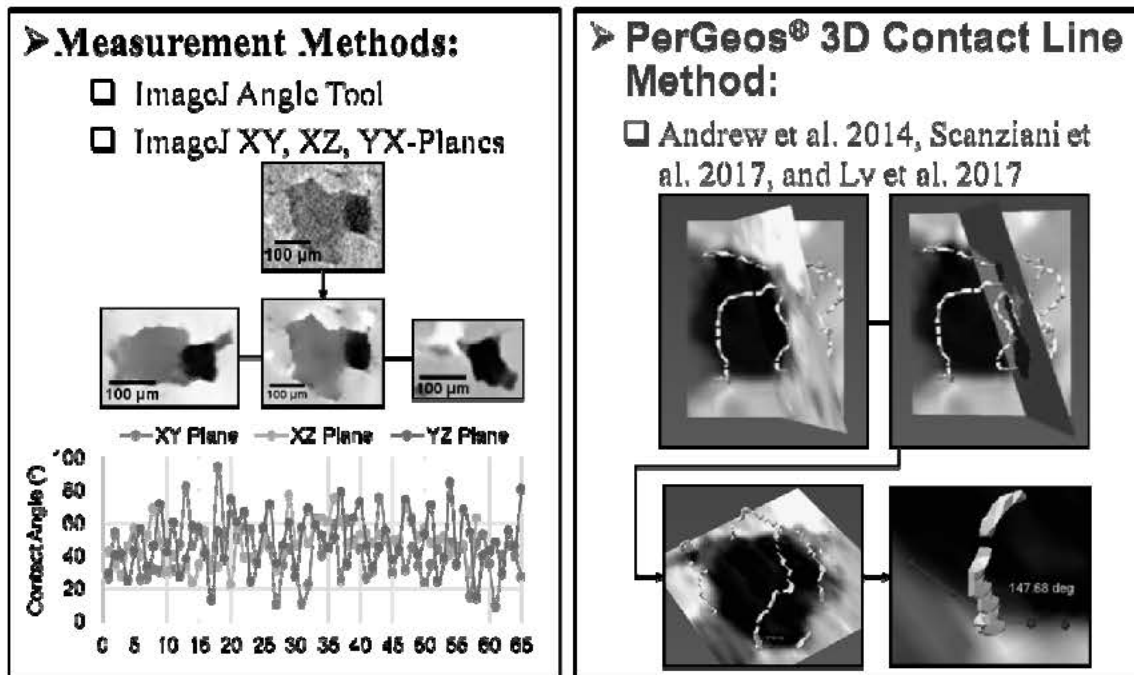 ➤Measurement Methods:
❑ ImageJ Angle Tool
❑ ImageJ XY, XZ, YX-Planes
100 µm
100 µm
100 µm
100 µm
XY Plane XZ Plane YZ Plane
Contact Angle (°)
100
80
60
40
20
0
0 5 10 15 20 25 30 35 40 45 50 55 60 65
➤ PerGeos® 3D Contact Line
Method:
❑ Andrew et al. 2014, Scanziani et
al. 2017, and Lv et al. 2017
147.68 deg